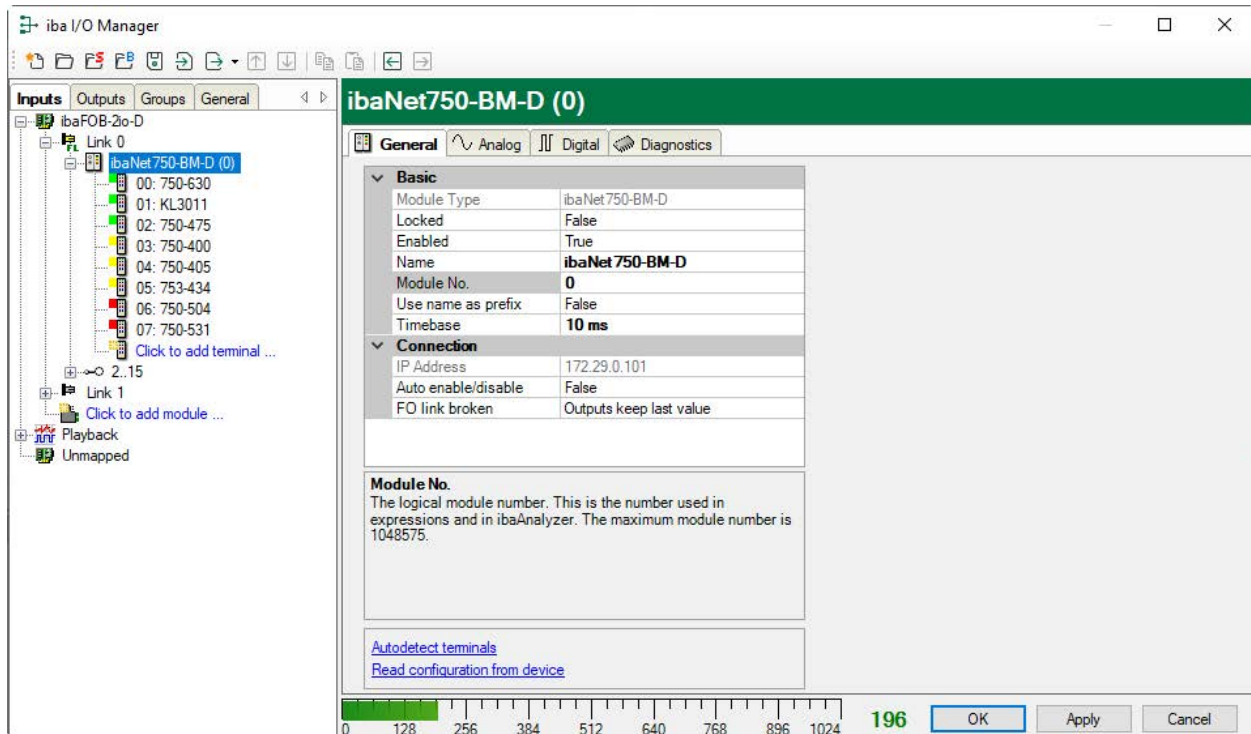 iba I/O Manager
Inputs Outputs Groups General
ibaFOB-2io-D
Link 0
ibaNet750-BM-D (0)
00: 750-630
01: KL3011
02: 750-475
03: 750-400
04: 750-405
05: 753-434
06: 750-504
07: 750-531
Click to add terminal ...
2..15
Link 1
Click to add module ...
Playback
Unmapped
ibaNet750-BM-D (0)
General Analog Digital Diagnostics
Basic
Module Type ibaNet750-BM-D
Locked False
Enabled True
Name ibaNet750-BM-D
Module No. 0
Use name as prefix False
Timebase 10 ms
Connection
IP Address 172.29.0.101
Auto enable/disable False
FO link broken Outputs keep last value
Module No.
The logical module number. This is the number used in
expressions and in ibaAnalyzer. The maximum module number is
1048575.
Autodetect terminals
Read configuration from device
0 128 256 384 512 640 768 896 1024
196 OK Apply Cancel